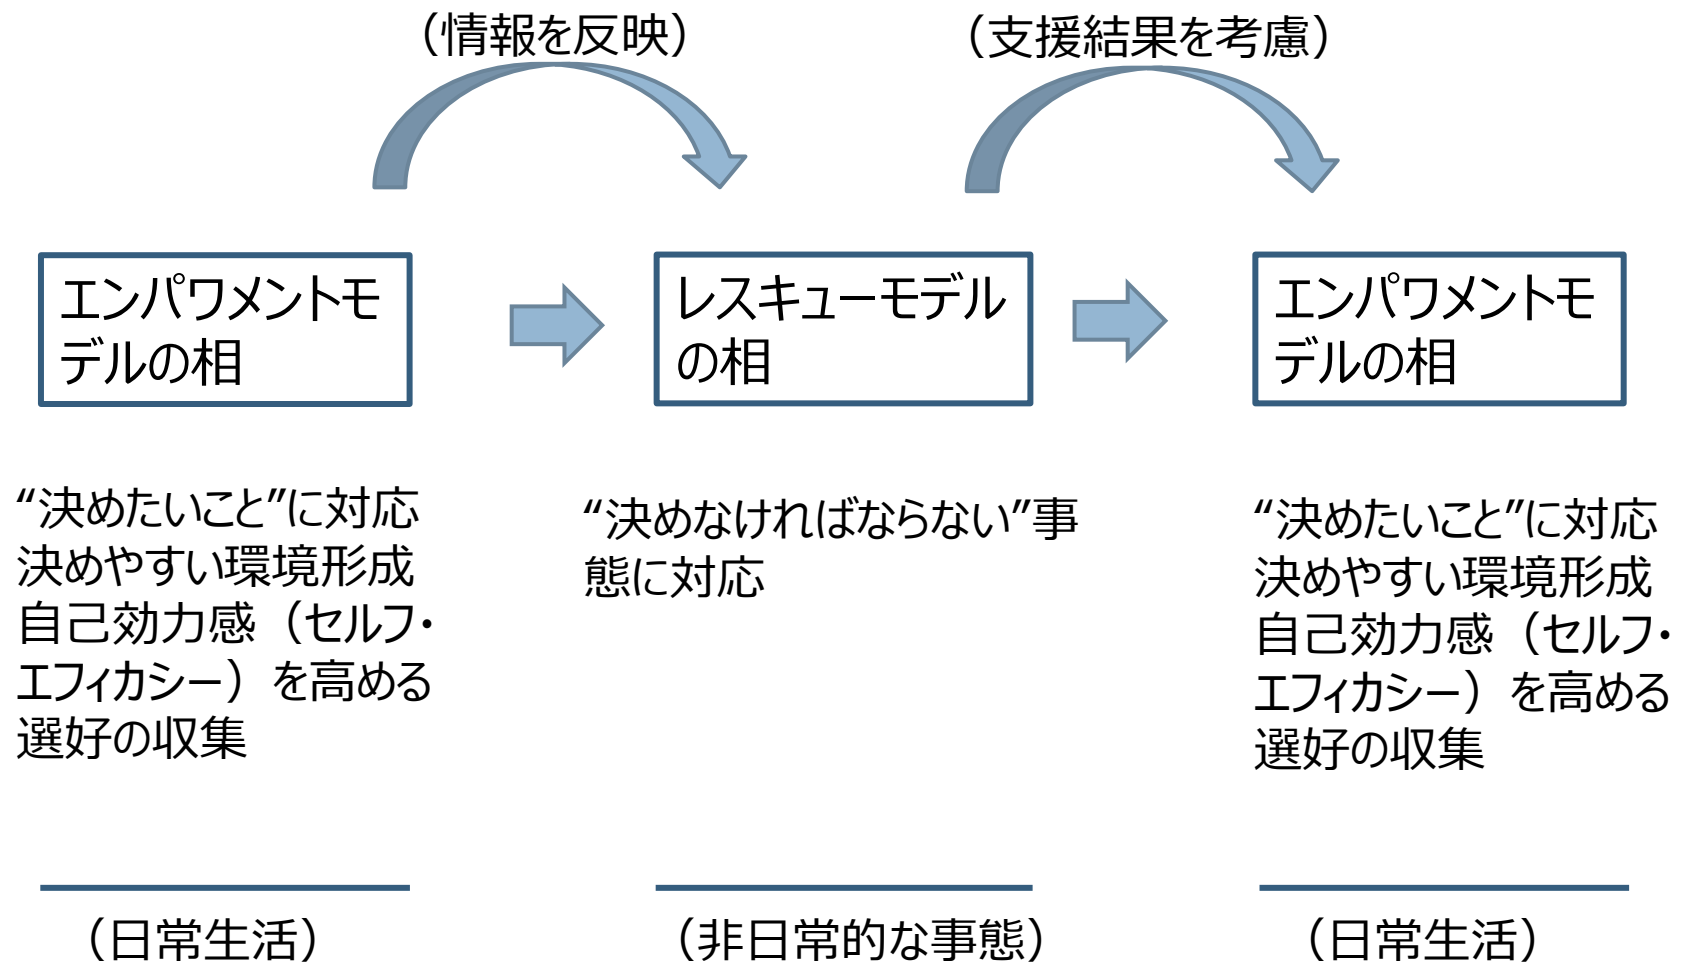 （情報を反映）
（支援結果を考慮）
エンパワメントモ
デルの相
レスキューモデル
の相
エンパワメントモ
デルの相
“決めたいこと”に対応
決めやすい環境形成
自己効力感（セルフ・
エフィカシー）を高める
選好の収集
“決めなければならない”事
態に対応
“決めたいこと”に対応
決めやすい環境形成
自己効力感（セルフ・
エフィカシー）を高める
選好の収集
（日常生活）
（非日常的な事態）
（日常生活）